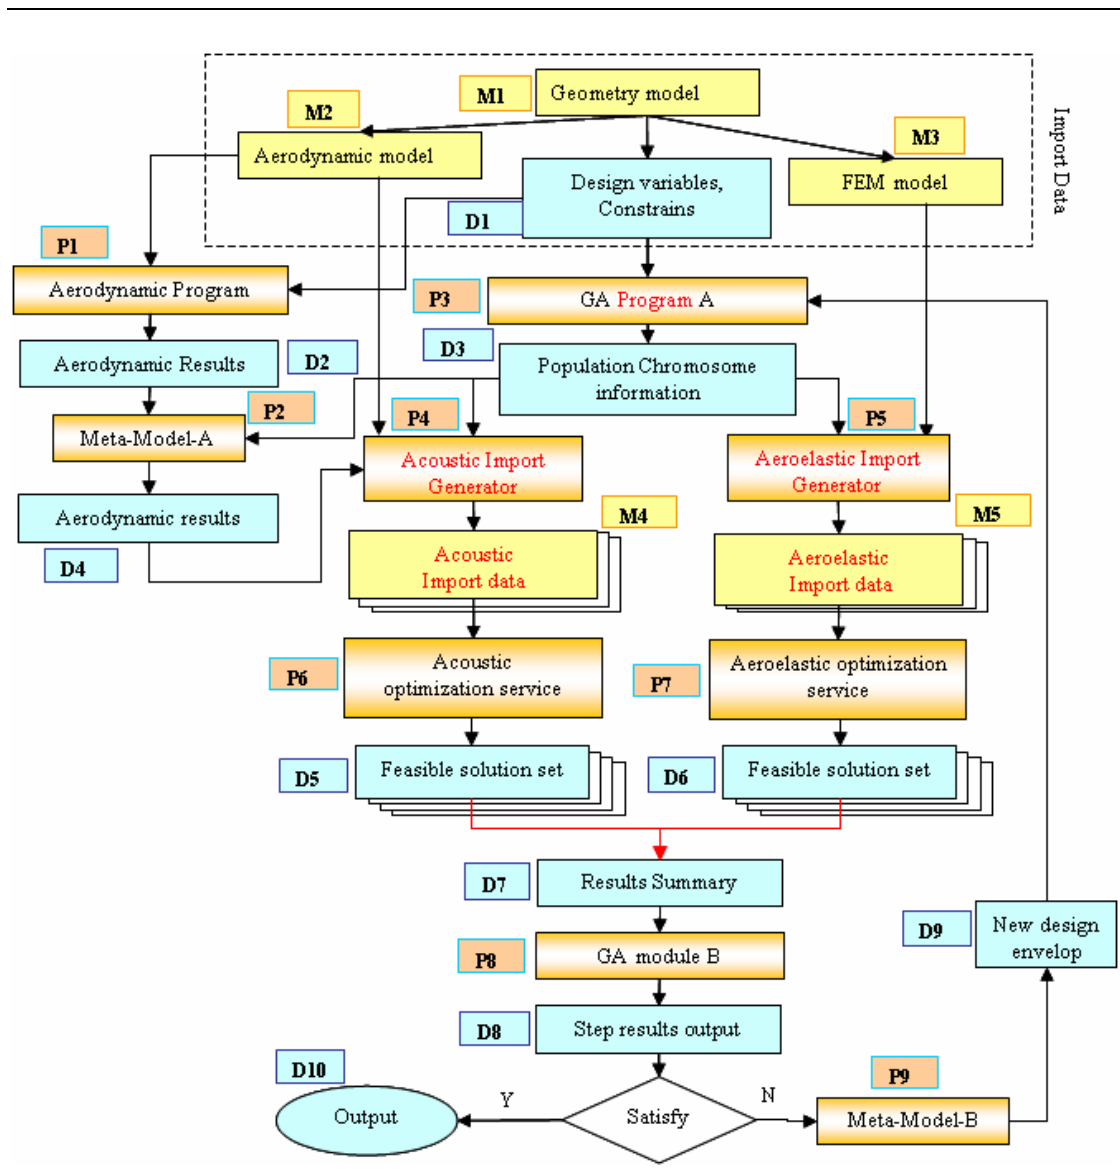 M1
Geometry model
M2
Aerodynamic model
M3
FEM model
Import Data
Design variables,
Constrains
D1
P1
Aerodynamic Program
P3
GA Program A
D2
Aerodynamic Results
D3
Population Chromosome
information
P2
Meta-Model-A
P4
Acoustic Import
Generator
P5
Aeroelastic Import
Generator
Aerodynamic results
D4
M4
Acoustic
Import data
M5
Aeroelastic
Import data
P6
Acoustic
optimization service
P7
Aeroelastic optimization
service
D5
Feasible solution set
D6
Feasible solution set
D7
Results Summary
D9
New design
envelop
P8
GA module B
D8
Step results output
D10
Output
Y
Satisfy
N
P9
Meta-Model-B